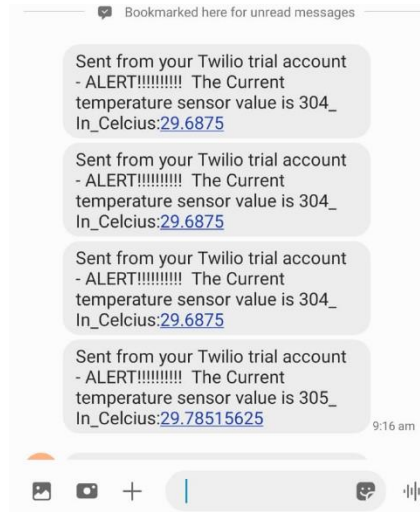 Bookmarked here for unread messages
Sent from your Twilio trial account
- ALERT!!!!!!!!!! The Current
temperature sensor value is 304_
In_Celcius:29.6875
Sent from your Twilio trial account
- ALERT!!!!!!!!!! The Current
temperature sensor value is 304_
In_Celcius:29.6875
Sent from your Twilio trial account
- ALERT!!!!!!!!!! The Current
temperature sensor value is 304_
In_Celcius:29.6875
Sent from your Twilio trial account
- ALERT!!!!!!!!!! The Current
temperature sensor value is 305_
In_Celcius:29.78515625
9:16 am